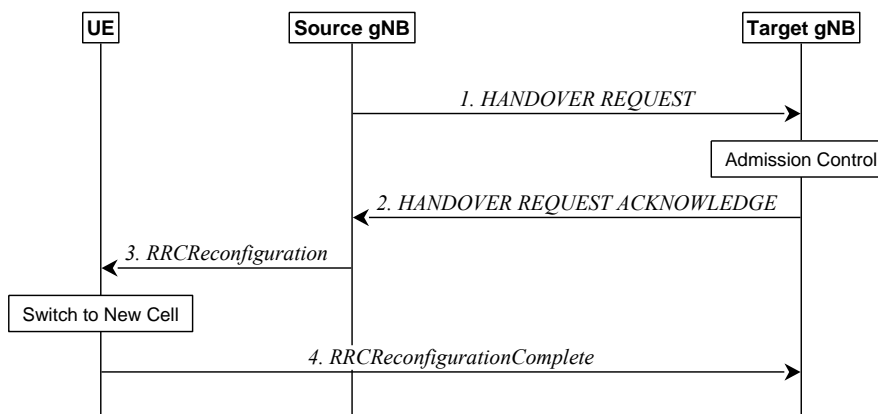 UE
Source gNB
Target gNB
1. HANDOVER REQUEST
Admission Control
2. HANDOVER REQUEST ACKNOWLEDGE
3. RRCReconfiguration
Switch to New Cell
4. RRCReconfigurationComplete